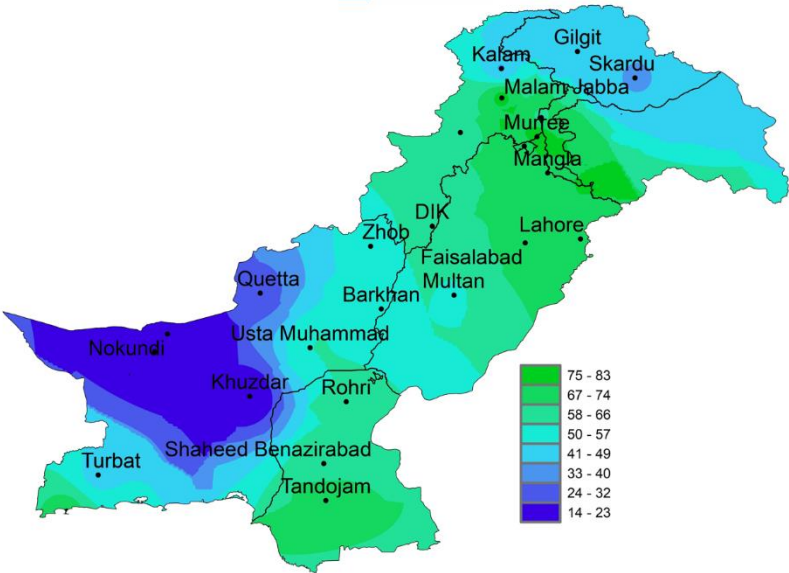 Gilgit
Kalam
Skardu
Malam Jabba
Murree
Mangla
DIK
Zhob
Lahore
Faisalabad
Quetta
Multan
Barkhan
Usta Muhammad
Nokundi
Khuzdar
Rohri
Shaheed Benazirabad
Turbat
Tandojam
75 - 83
67 - 74
58 - 66
50 - 57
41 - 49
33 - 40
24 - 32
14 - 23